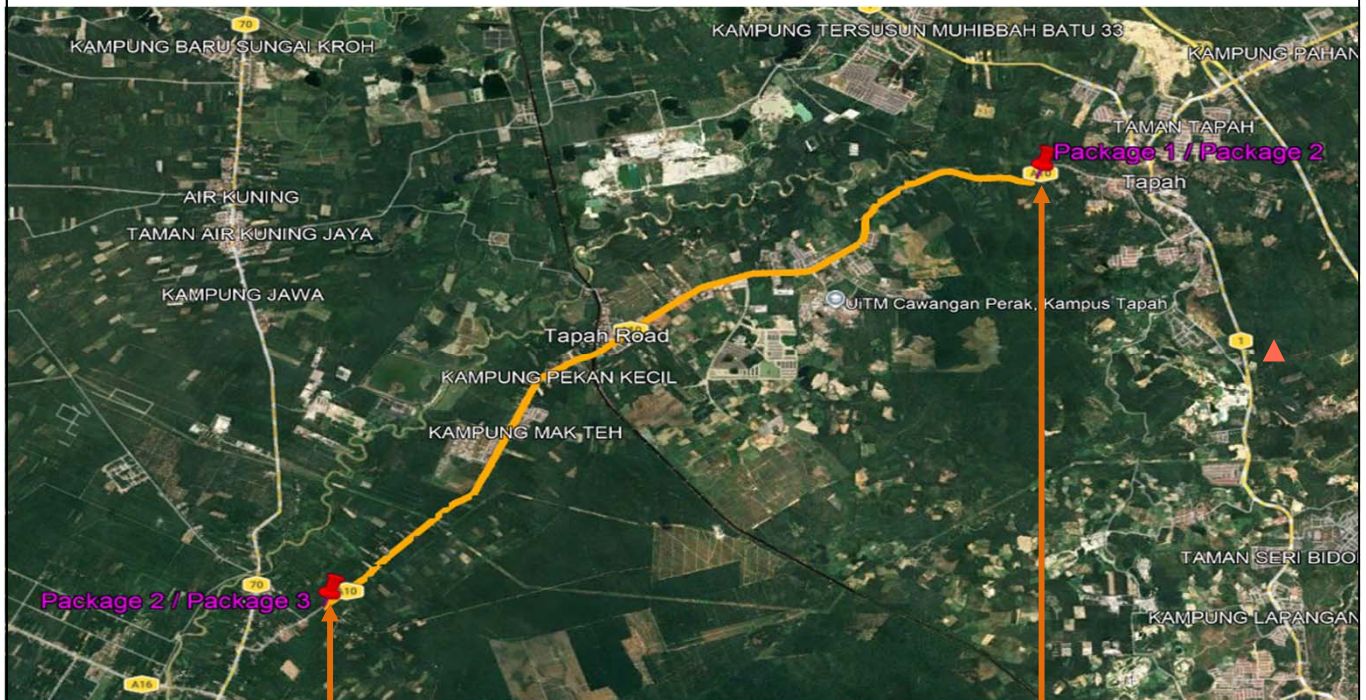 70
KAMPUNG BARU SUNGAI KROH
KAMPUNG TERSUSUN MUHIBBAH BATU 33
KAMPUNG PAHAN
TAMAN TAPAH
Package 1 / Package 2
Tapah
AIR KUNING
TAMAN AIR KUNING JAYA
KAMPUNG JAWA
UiTM Cawangan Perak, Kampus Tapah
Tapah Road
1
KAMPUNG PEKAN KECIL
KAMPUNG MAK TEH
TAMAN SERI BIDO
70
A10
Package 2 / Package 3
KAMPUNG LAPANGAN
A16